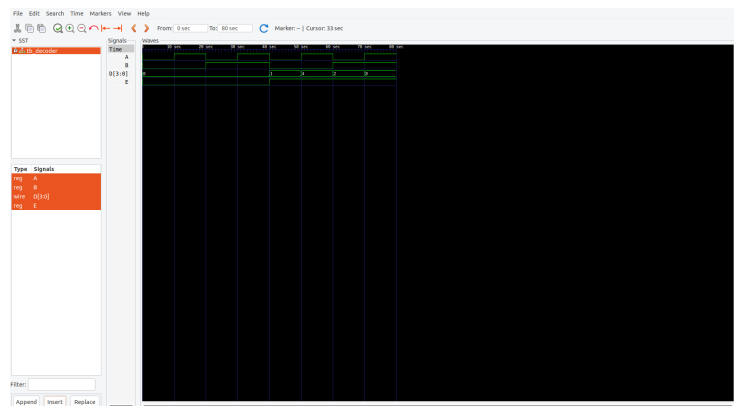 File Edit Search Time Markers View Help
From: 0 sec To: 80 sec Marker: -- | Cursor: 33 sec
SST
tb_decoder
Signals
Time
A
B
D[3:0]
E
Waves
10 sec 20 sec 30 sec 40 sec 50 sec 60 sec 70 sec 80 sec
0 1 4 2 8
Type Signals
reg A
reg B
wire D[3:0]
reg E
Filter:
Append Insert Replace